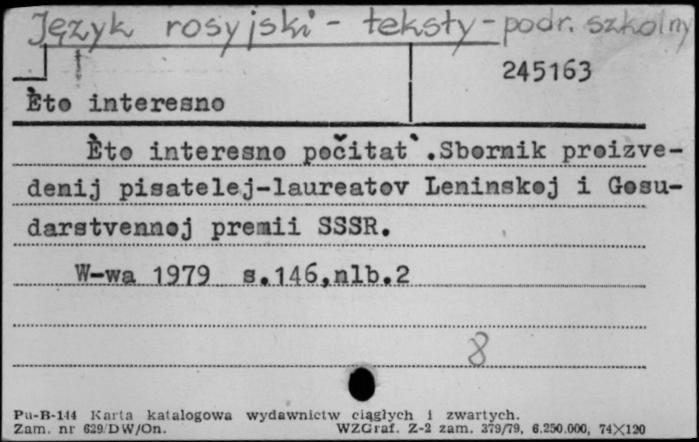 Język rosyjski - teksty - podr. szkolny
245163
Èto interesno
Èto interesno počitat`. Sbornik proizve-
denij pisatelej-laureatov Leninskoj i Gosu-
darstvennoj premii SSSR.
W-wa 1979 s.146,nlb.2
8
Pu-B-144 Karta katalogowa wydawnictw ciągłych i zwartych.
Zam. nr 629/DW/On. WZGraf. Z-2 zam. 379/79, 6.250.000, 74X120